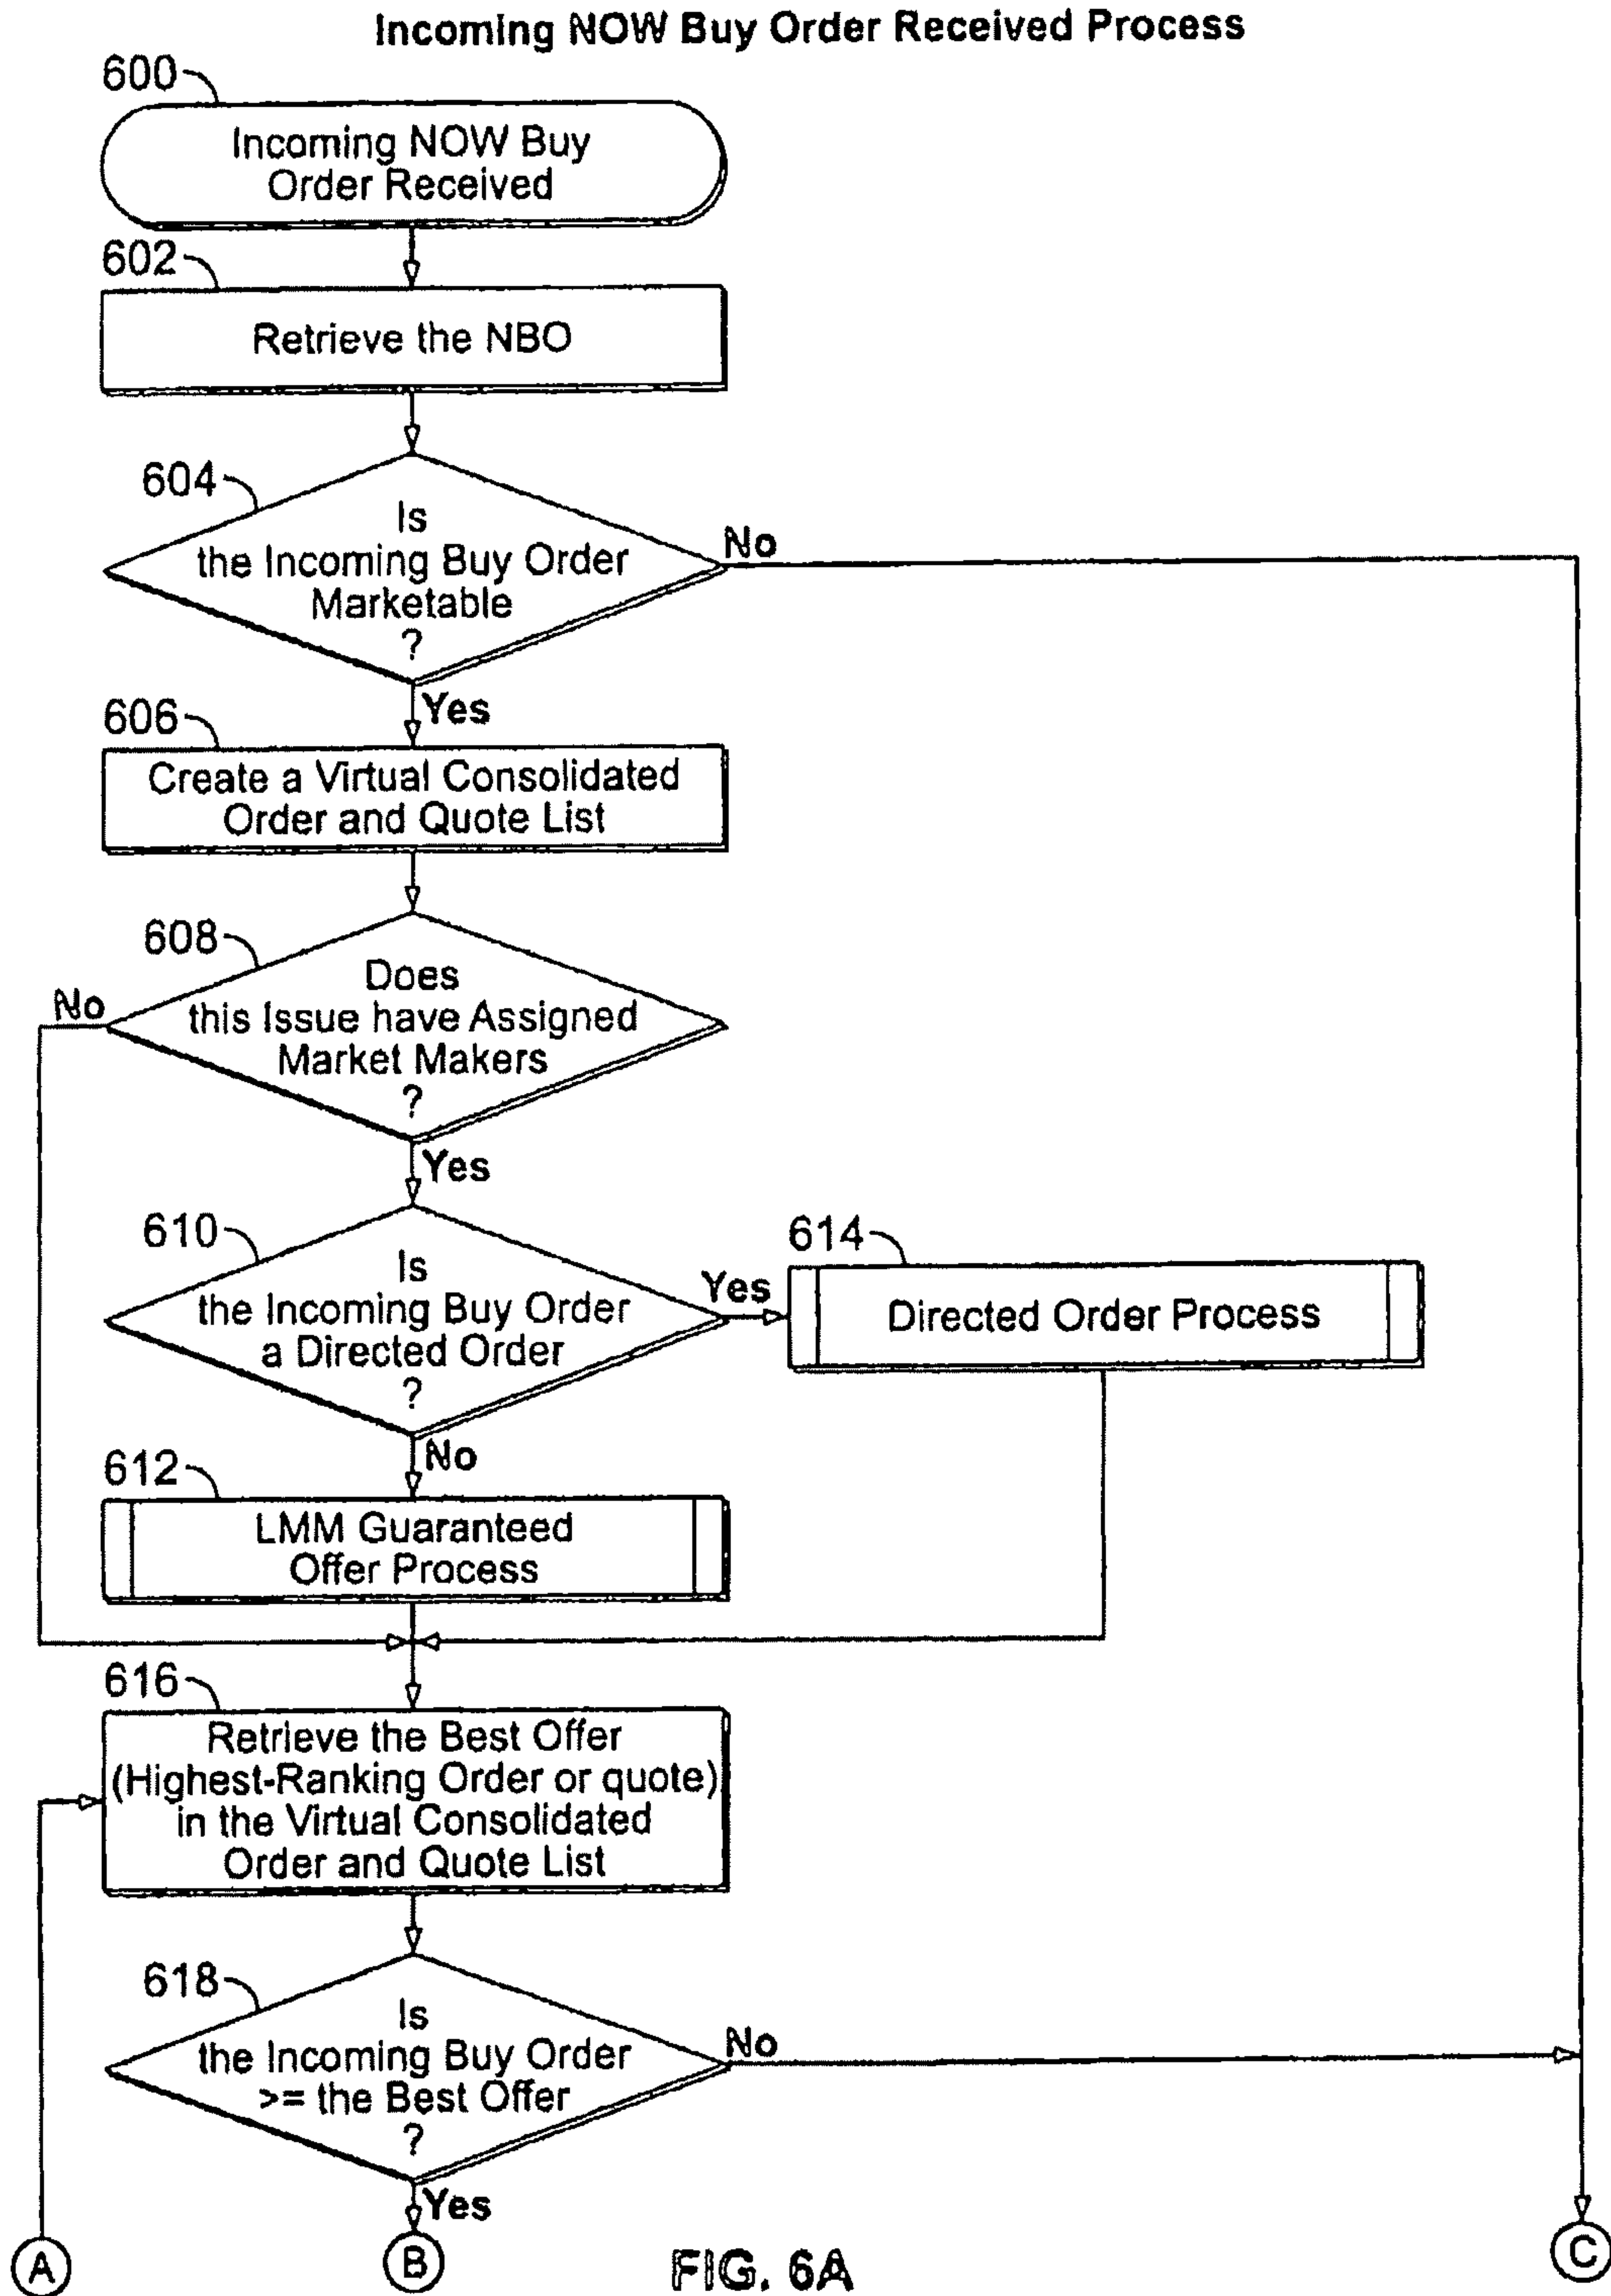 Incoming NOW Buy Order Received Process
600
Incoming NOW Buy
Order Received
602
Retrieve the NBO
604
Is
the Incoming Buy Order
Marketable
?
No
Yes
606
Create a Virtual Consolidated
Order and Quote List
608
Does
this Issue have Assigned
Market Makers
?
No
Yes
610
Is
the Incoming Buy Order
a Directed Order
?
Yes
614
Directed Order Process
No
612
LMM Guaranteed
Offer Process
616
Retrieve the Best Offer
(Highest-Ranking Order or quote)
in the Virtual Consolidated
Order and Quote List
618
Is
the Incoming Buy Order
>= the Best Offer
?
No
Yes
A
B
C
FIG. 6A